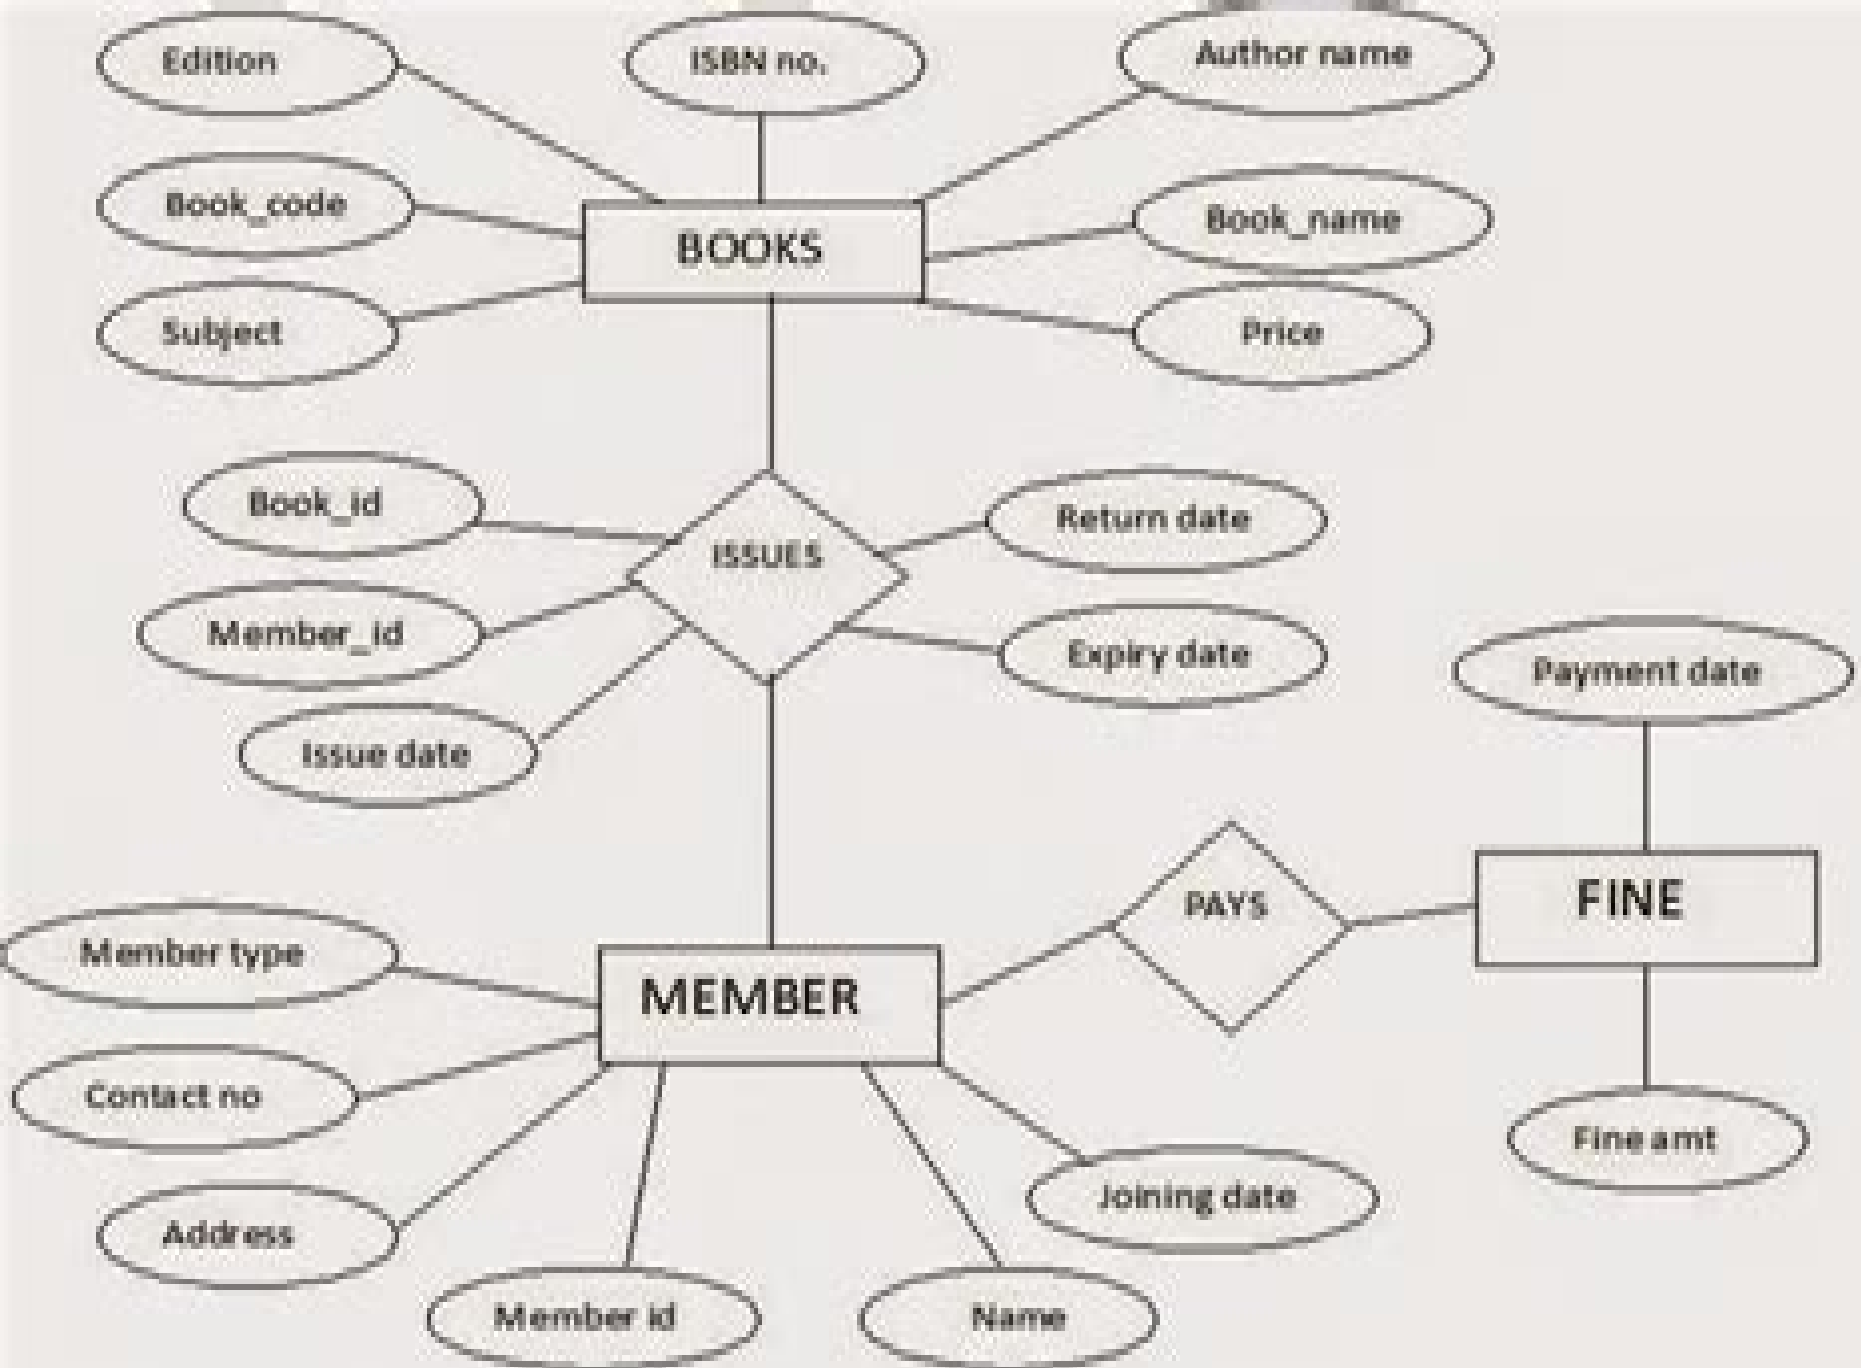 Edition
ISBN no.
Author name
Book_code
BOOKS
Book_name
Subject
Price
Book_id
Return date
ISSUES
Member_id
Expiry date
Issue date
Payment date
PAYS
FINE
Member type
MEMBER
Contact no
Fine amt
Address
Joining date
Member id
Name